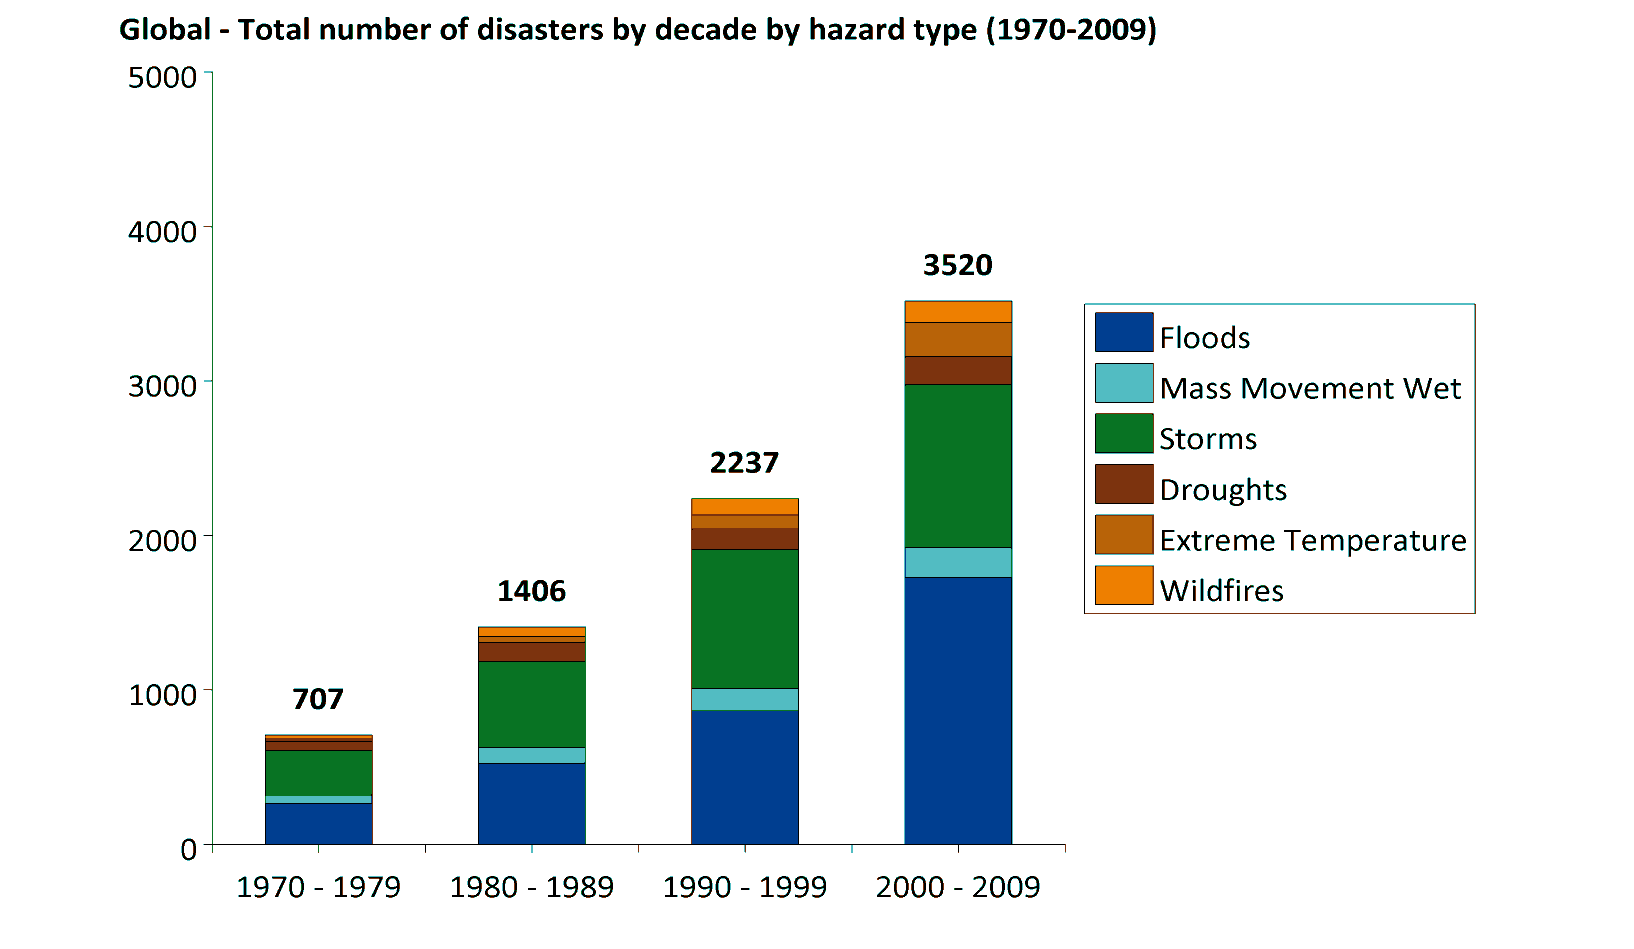 Global - Total number of disasters by decade by hazard type (1970-2009)
5000
4000
3000
2000
1000
0
707
1406
2237
3520
1970 - 1979
1980 - 1989
1990 - 1999
2000 - 2009
Floods
Mass Movement Wet
Storms
Droughts
Extreme Temperature
Wildfires